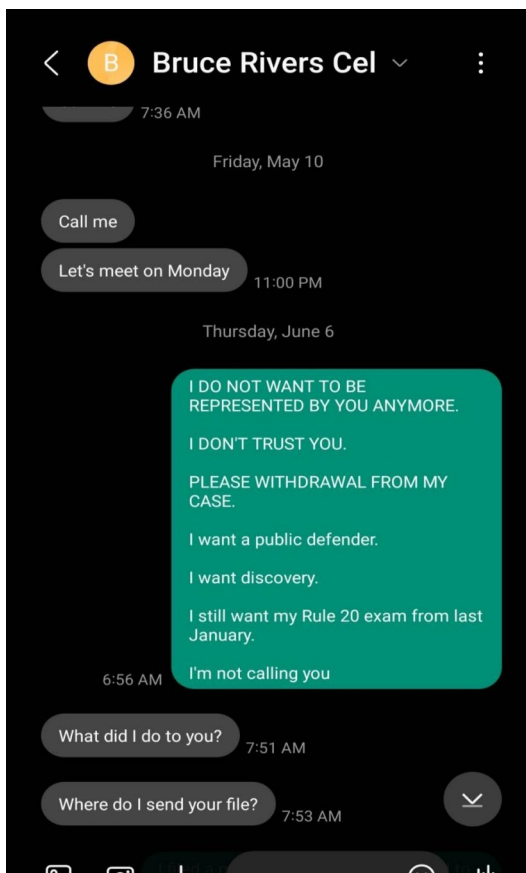 B
Bruce Rivers Cel
7:36 AM
Friday, May 10
Call me
Let's meet on Monday
11:00 PM
Thursday, June 6
I DO NOT WANT TO BE
REPRESENTED BY YOU ANYMORE.
I DON'T TRUST YOU.
PLEASE WITHDRAWAL FROM MY
CASE.
I want a public defender.
I want discovery.
I still want my Rule 20 exam from last
January.
I'm not calling you
6:56 AM
What did I do to you?
7:51 AM
Where do I send your file?
7:53 AM